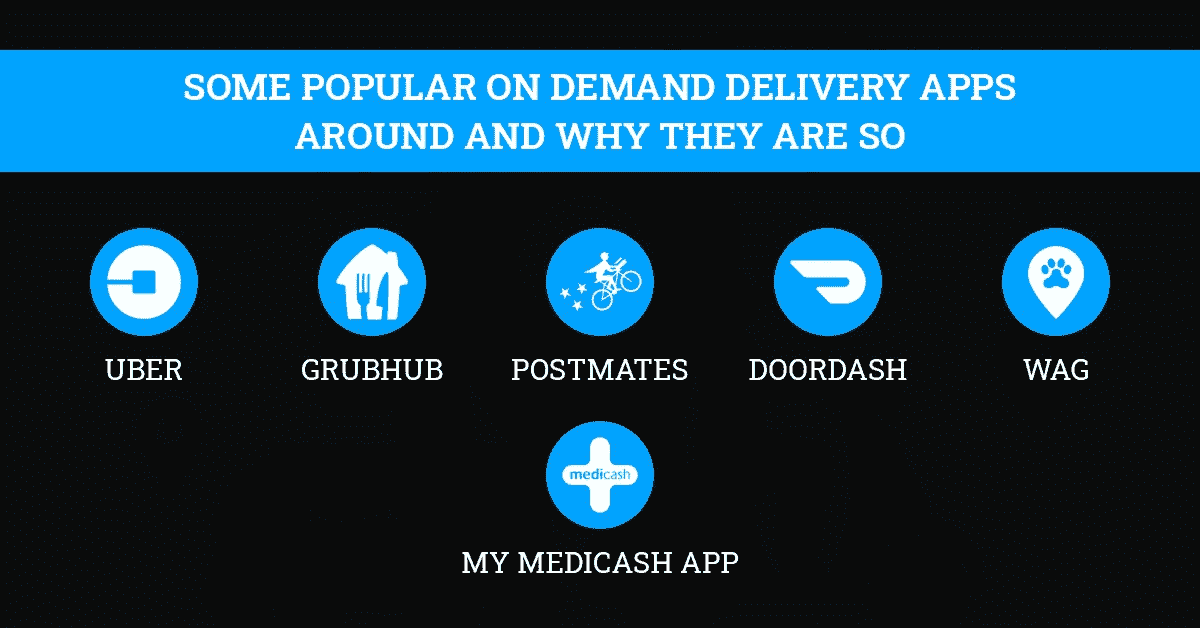 SOME POPULAR ON DEMAND DELIVERY APPS
AROUND AND WHY THEY ARE SO
UBER
GRUBHUB
POSTMATES
DOORDASH
WAG
medicash
MY MEDICASH APP